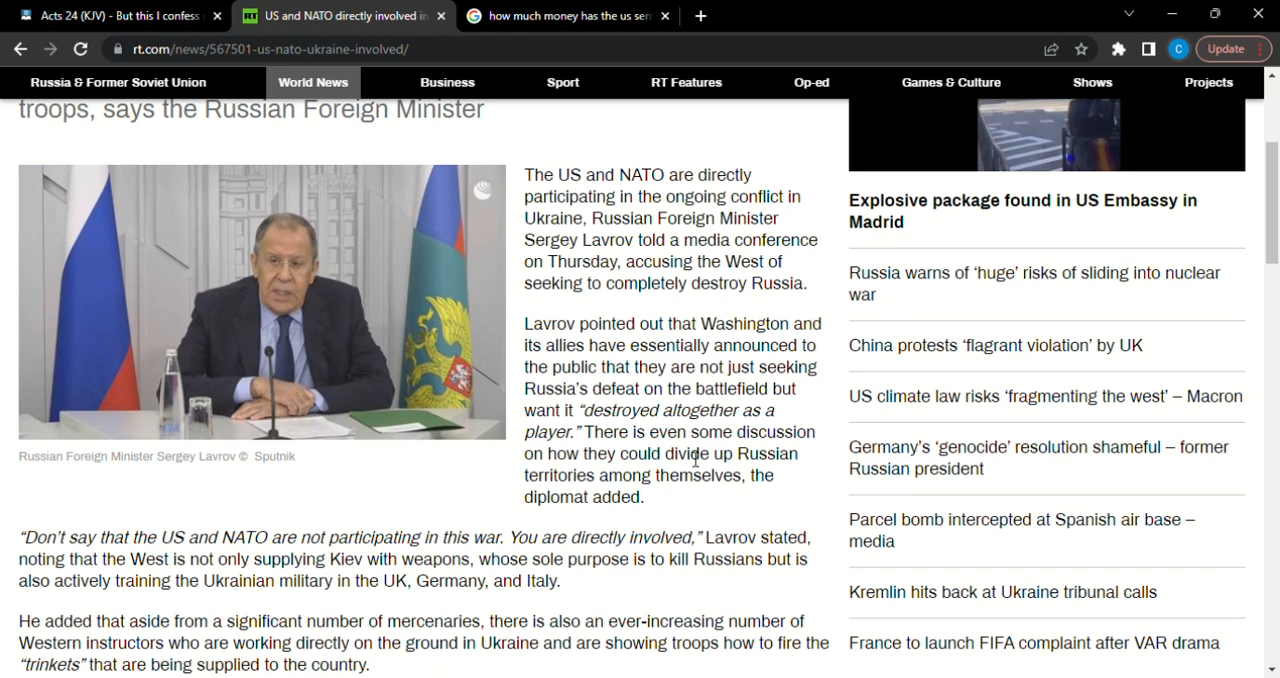 Acts 24 (KJV) - But this I confess
US and NATO directly involved in
how much money has the us sen
rt.com/news/567501-us-nato-ukraine-involved/
C
Update
Russia & Former Soviet Union
World News
Business
Sport
RT Features
Op-ed
Games & Culture
Shows
Projects
troops, says the Russian Foreign Minister
Russian Foreign Minister Sergey Lavrov © Sputnik
The US and NATO are directly
participating in the ongoing conflict in
Ukraine, Russian Foreign Minister
Sergey Lavrov told a media conference
on Thursday, accusing the West of
seeking to completely destroy Russia.
Lavrov pointed out that Washington and
its allies have essentially announced to
the public that they are not just seeking
Russia's defeat on the battlefield but
want it “destroyed altogether as a
player.” There is even some discussion
on how they could divide up Russian
territories among themselves, the
diplomat added.
“Don't say that the US and NATO are not participating in this war. You are directly involved,” Lavrov stated,
noting that the West is not only supplying Kiev with weapons, whose sole purpose is to kill Russians but is
also actively training the Ukrainian military in the UK, Germany, and Italy.
He added that aside from a significant number of mercenaries, there is also an ever-increasing number of
Western instructors who are working directly on the ground in Ukraine and are showing troops how to fire the
“trinkets” that are being supplied to the country.
Explosive package found in US Embassy in
Madrid
Russia warns of ‘huge’ risks of sliding into nuclear
war
China protests ‘flagrant violation’ by UK
US climate law risks ‘fragmenting the west’ – Macron
Germany's ‘genocide’ resolution shameful – former
Russian president
Parcel bomb intercepted at Spanish air base –
media
Kremlin hits back at Ukraine tribunal calls
France to launch FIFA complaint after VAR drama